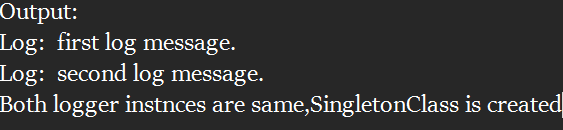 Output:
Log:  first log message.
Log:  second log message.
Both logger instnces are same,SingletonClass is created